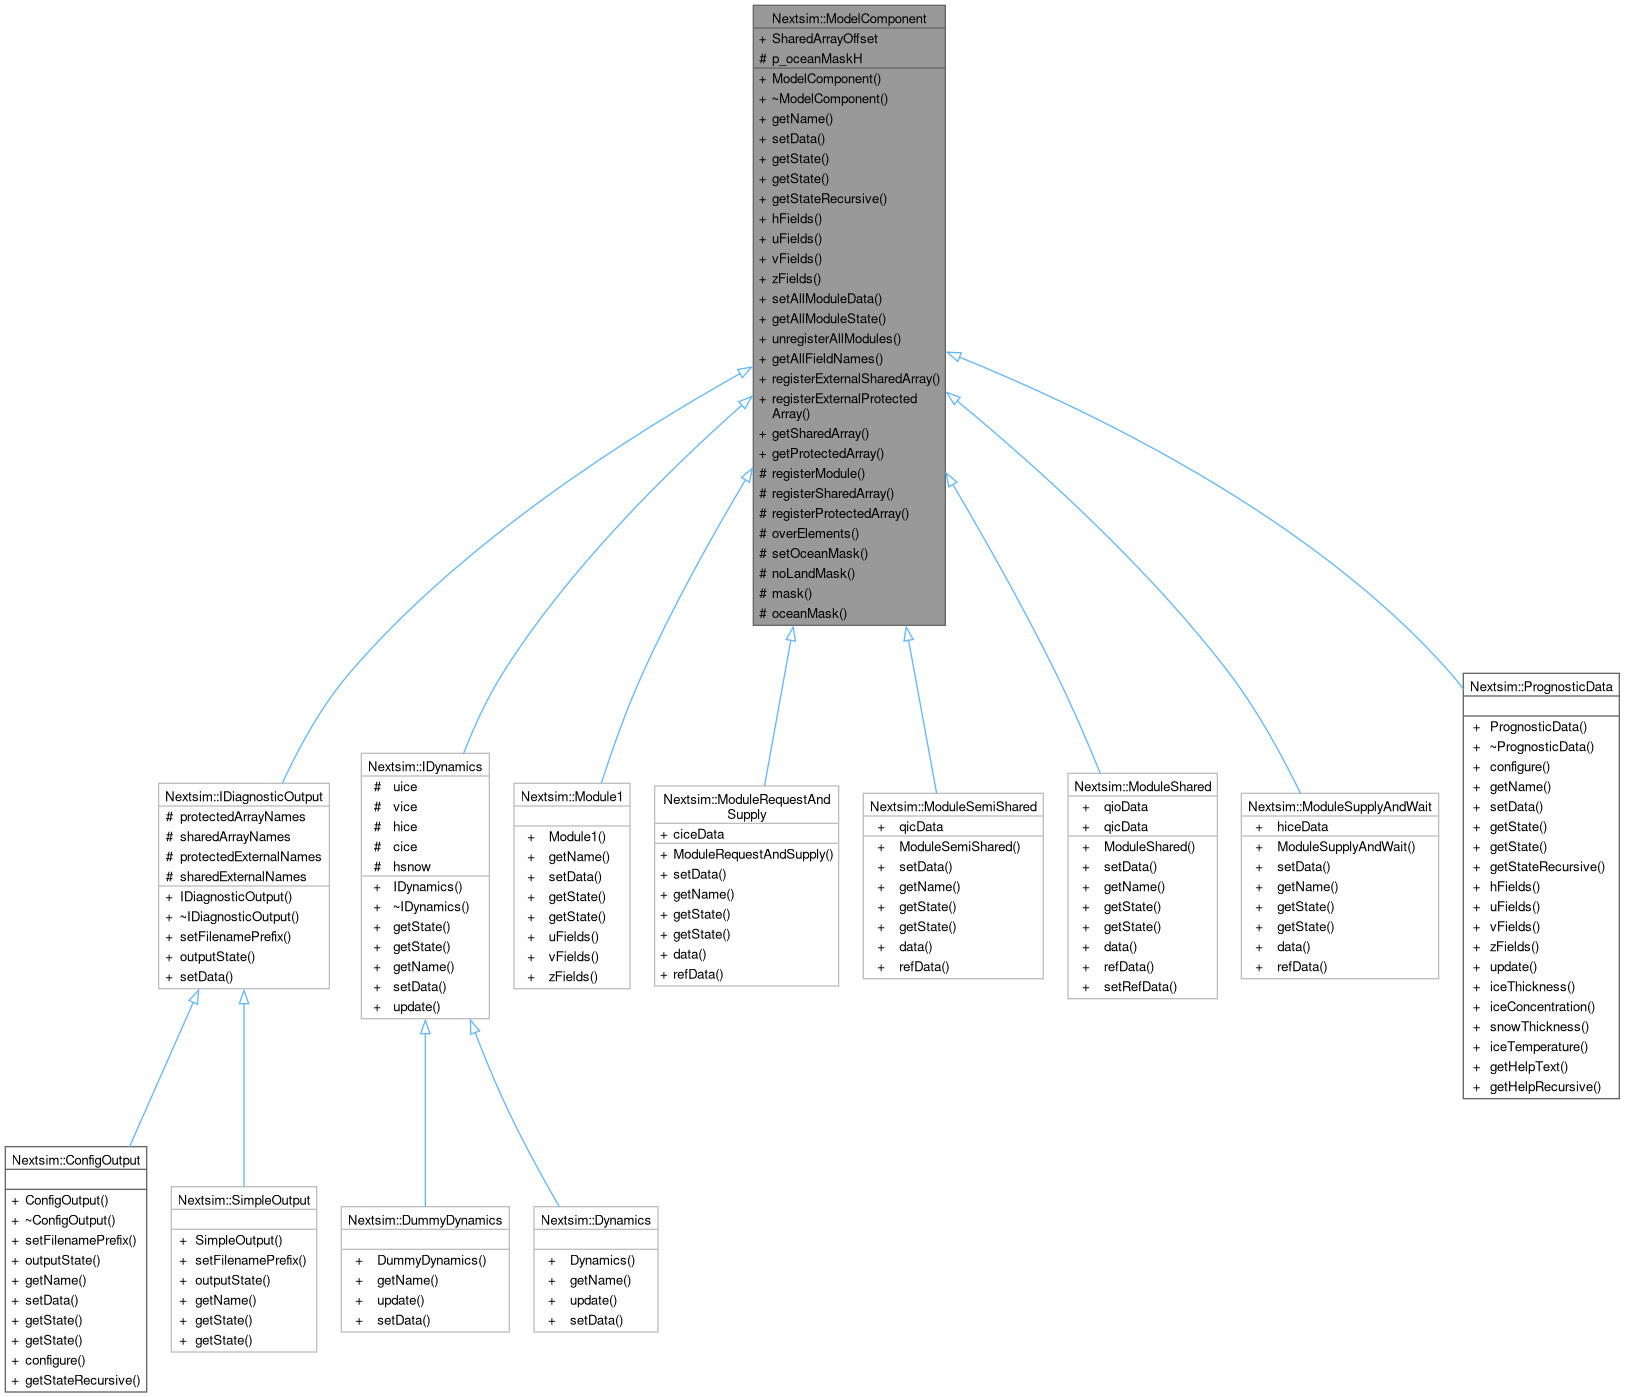 Nextsim::ModelComponent
+ SharedArrayOffset
# p_oceanMaskH
+ ModelComponent()
+ ~ModelComponent()
+ getName()
+ setData()
+ getState()
+ getState()
+ getStateRecursive()
+ hFields()
+ uFields()
+ vFields()
+ zFields()
+ setAllModuleData()
+ getAllModuleState()
+ unregisterAllModules()
+ getAllFieldNames()
+ registerExternalSharedArray()
+ registerExternalProtected
Array()
+ getSharedArray()
+ getProtectedArray()
# registerModule()
# registerSharedArray()
# registerProtectedArray()
# overElements()
# setOceanMask()
# noLandMask()
# mask()
# oceanMask()
Nextsim::IDiagnosticOutput
# protectedArrayNames
# sharedArrayNames
# protectedExternalNames
# sharedExternalNames
+ IDiagnosticOutput()
+ ~IDiagnosticOutput()
+ setFilenamePrefix()
+ outputState()
+ setData()
Nextsim::IDynamics
# uice
# vice
# hice
# cice
# hsnow
+ IDynamics()
+ ~IDynamics()
+ getState()
+ getState()
+ getName()
+ setData()
+ update()
Nextsim::Module1
+ Module1()
+ getName()
+ setData()
+ getState()
+ getState()
+ uFields()
+ vFields()
+ zFields()
Nextsim::ModuleRequestAnd
Supply
+ ciceData
+ ModuleRequestAndSupply()
+ setData()
+ getName()
+ getState()
+ getState()
+ data()
+ refData()
Nextsim::ModuleSemiShared
+ qicData
+ ModuleSemiShared()
+ setData()
+ getName()
+ getState()
+ getState()
+ data()
+ refData()
Nextsim::ModuleShared
+ qioData
+ qicData
+ ModuleShared()
+ setData()
+ getName()
+ getState()
+ getState()
+ data()
+ refData()
+ setRefData()
Nextsim::ModuleSupplyAndWait
+ hiceData
+ ModuleSupplyAndWait()
+ setData()
+ getName()
+ getState()
+ getState()
+ data()
+ refData()
Nextsim::PrognosticData
+ PrognosticData()
+ ~PrognosticData()
+ configure()
+ getName()
+ setData()
+ getState()
+ getState()
+ getStateRecursive()
+ hFields()
+ uFields()
+ vFields()
+ zFields()
+ update()
+ iceThickness()
+ iceConcentration()
+ snowThickness()
+ iceTemperature()
+ getHelpText()
+ getHelpRecursive()
Nextsim::ConfigOutput
+ ConfigOutput()
+ ~ConfigOutput()
+ setFilenamePrefix()
+ outputState()
+ getName()
+ setData()
+ getState()
+ getState()
+ configure()
+ getStateRecursive()
Nextsim::SimpleOutput
+ SimpleOutput()
+ setFilenamePrefix()
+ outputState()
+ getName()
+ getState()
+ getState()
Nextsim::DummyDynamics
+ DummyDynamics()
+ getName()
+ update()
+ setData()
Nextsim::Dynamics
+ Dynamics()
+ getName()
+ update()
+ setData()